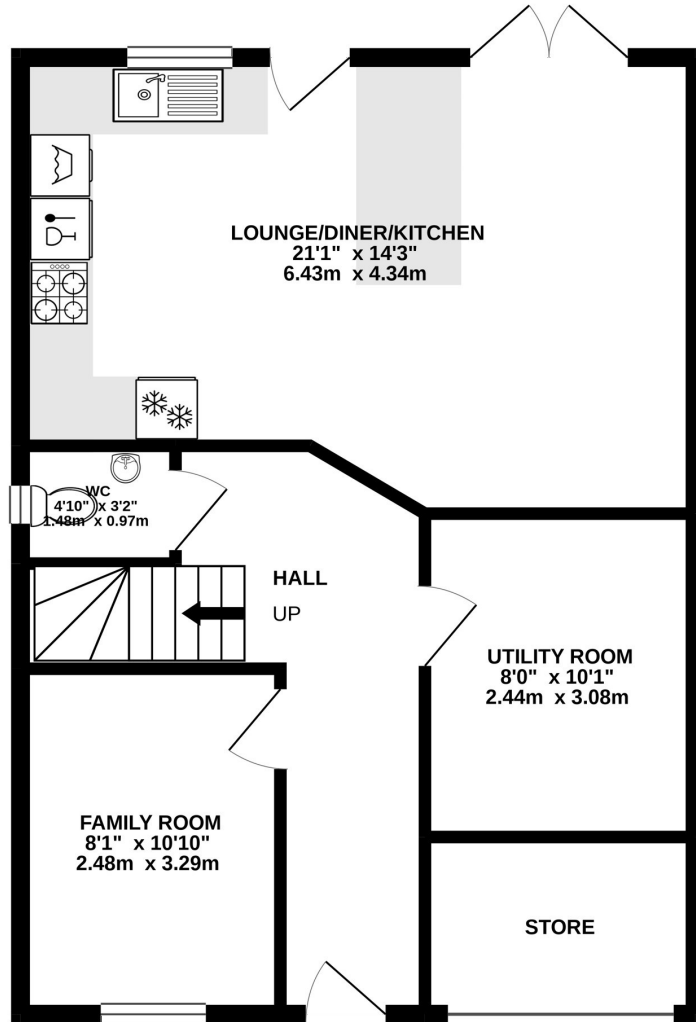 LOUNGE/DINER/KITCHEN
21'1" x 14'3"
6.43m x 4.34m
WC
4'10" x 3'2"
1.48m x 0.97m
HALL
UP
UTILITY ROOM
8'0" x 10'1"
2.44m x 3.08m
FAMILY ROOM
8'1" x 10'10"
2.48m x 3.29m
STORE